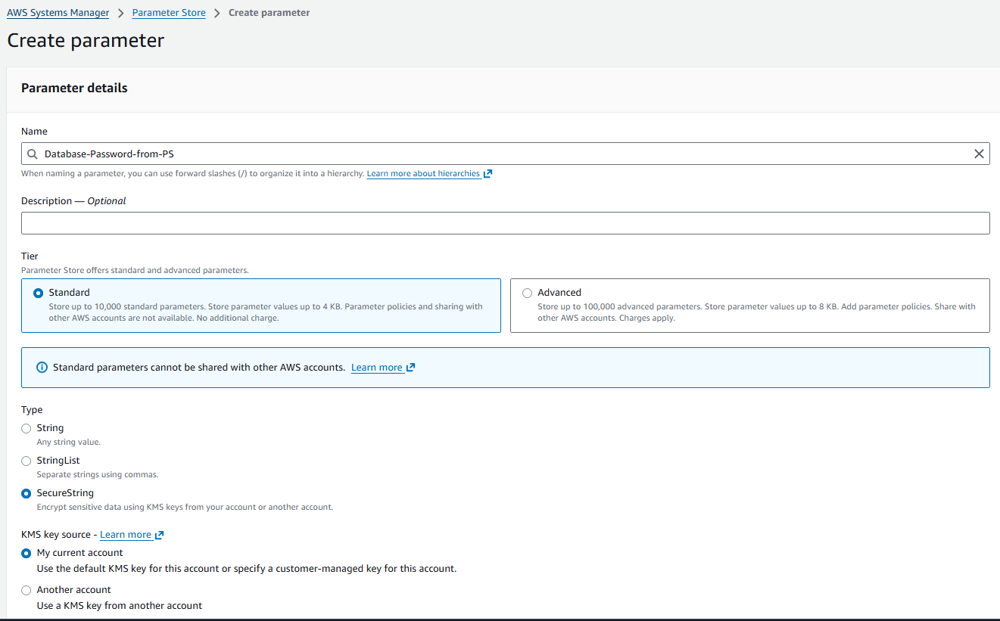 AWS Systems Manager > Parameter Store > Create parameter
Create parameter
Parameter details
Name
Database-Password-from-PS
When naming a parameter, you can use forward slashes (/) to organize it into a hierarchy. Learn more about hierarchies
Description — Optional
Tier
Parameter Store offers standard and advanced parameters.
Standard
Store up to 10,000 standard parameters. Store parameter values up to 4 KB. Parameter policies and sharing with
other AWS accounts are not available. No additional charge.
Advanced
Store up to 100,000 advanced parameters. Store parameter values up to 8 KB. Add parameter policies. Share with
other AWS accounts. Charges apply.
Standard parameters cannot be shared with other AWS accounts. Learn more
Type
String
Any string value.
StringList
Separate strings using commas.
SecureString
Encrypt sensitive data using KMS keys from your account or another account.
KMS key source - Learn more
My current account
Use the default KMS key for this account or specify a customer-managed key for this account.
Another account
Use a KMS key from another account